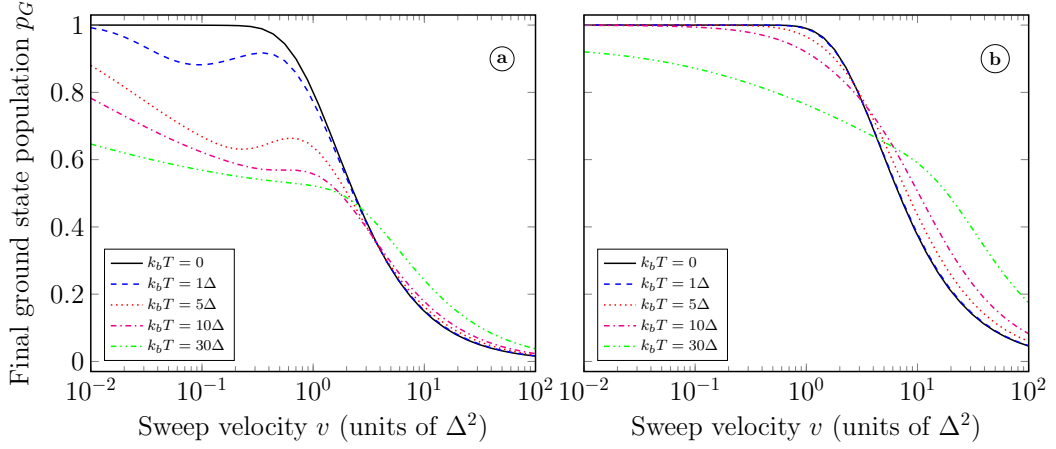 Final ground state population p_G
1
0.8
0.6
0.4
0.2
0
a
k_bT = 0
k_bT = 1Δ
k_bT = 5Δ
k_bT = 10Δ
k_bT = 30Δ
10^{-2} 10^{-1} 10^0 10^1 10^2
Sweep velocity v (units of Δ^2)
b
k_bT = 0
k_bT = 1Δ
k_bT = 5Δ
k_bT = 10Δ
k_bT = 30Δ
10^{-2} 10^{-1} 10^0 10^1 10^2
Sweep velocity v (units of Δ^2)